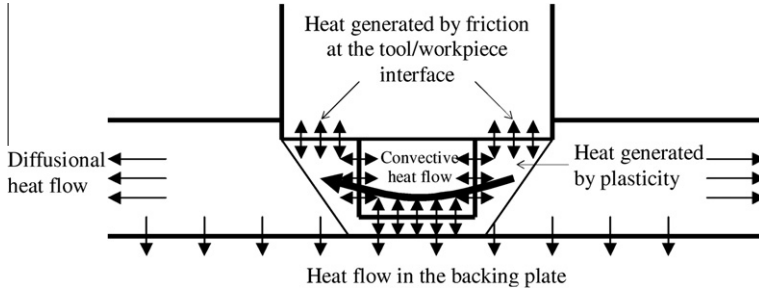 Heat generated by friction
at the tool/workpiece
interface
Diffusional
heat flow
Convective
heat flow
Heat generated
by plasticity
Heat flow in the backing plate